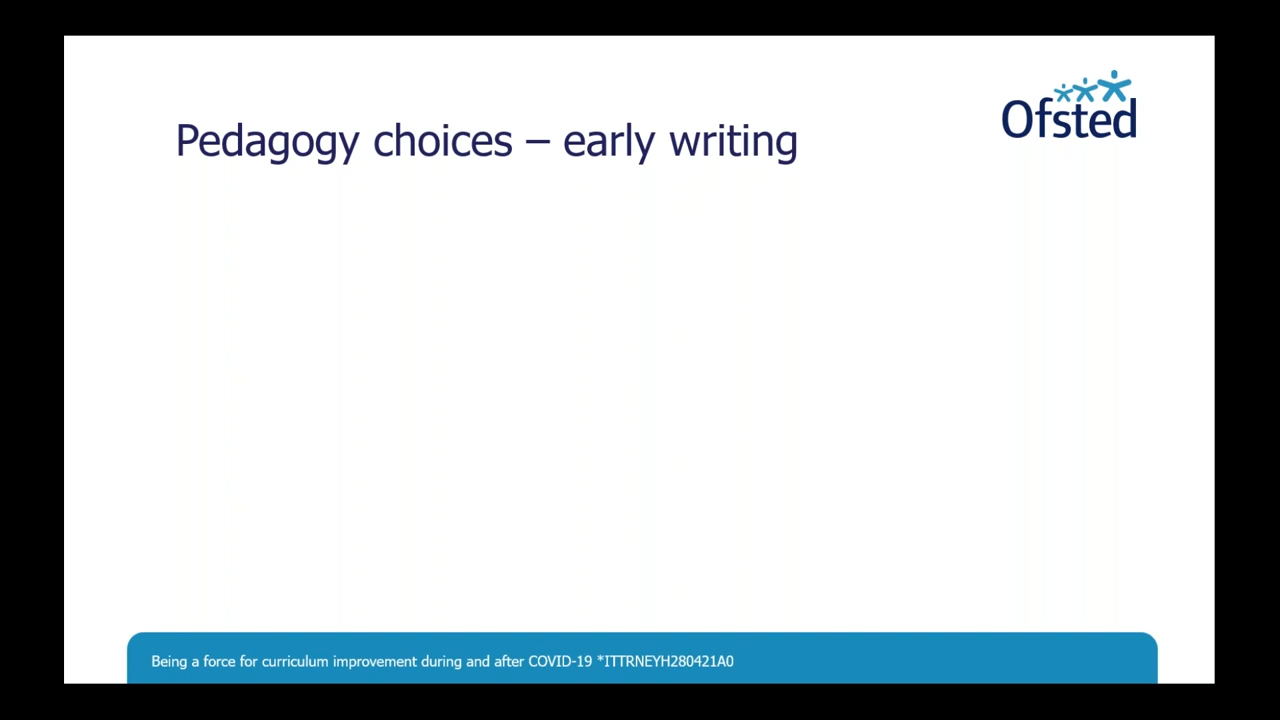 Ofsted
Pedagogy choices – early writing
Being a force for curriculum improvement during and after COVID-19 *ITTRNEYH280421A0